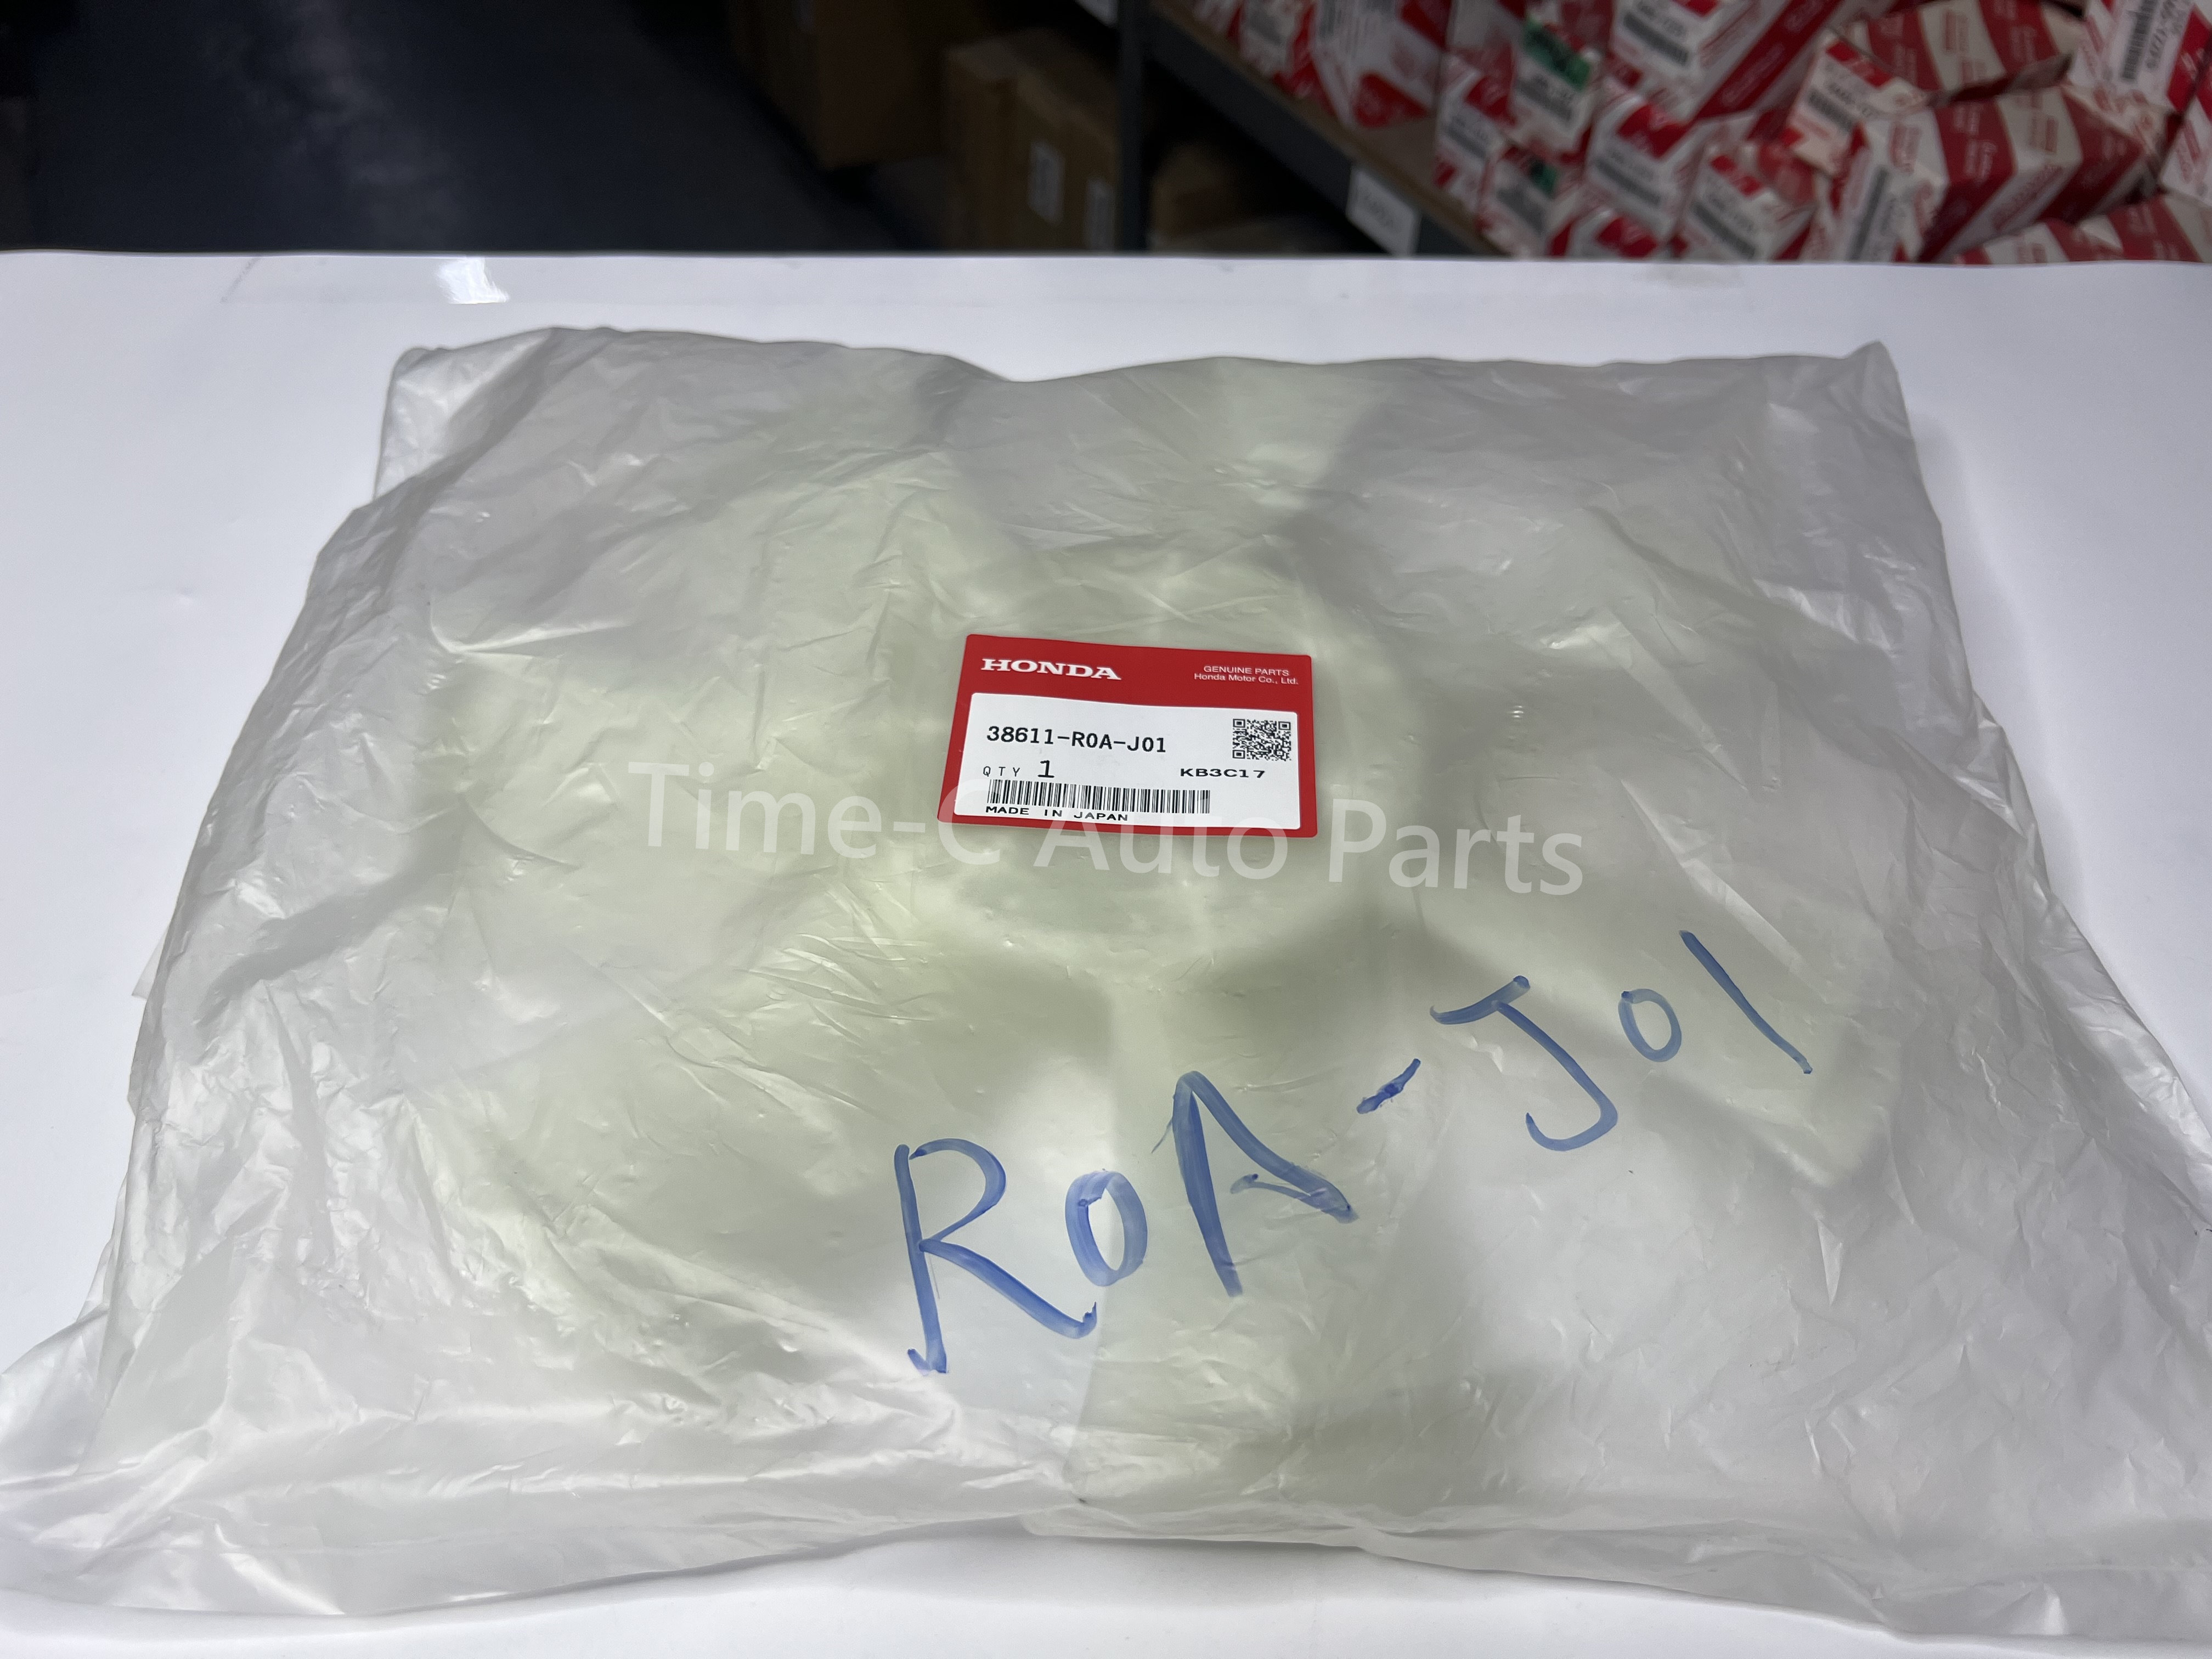 HONDA
GENUINE PARTS
Honda Motor Co., Ltd.
38611-R0A-J01
QTY 1
KB3C17
MADE IN JAPAN
Time-C Auto Parts
R0A-J01